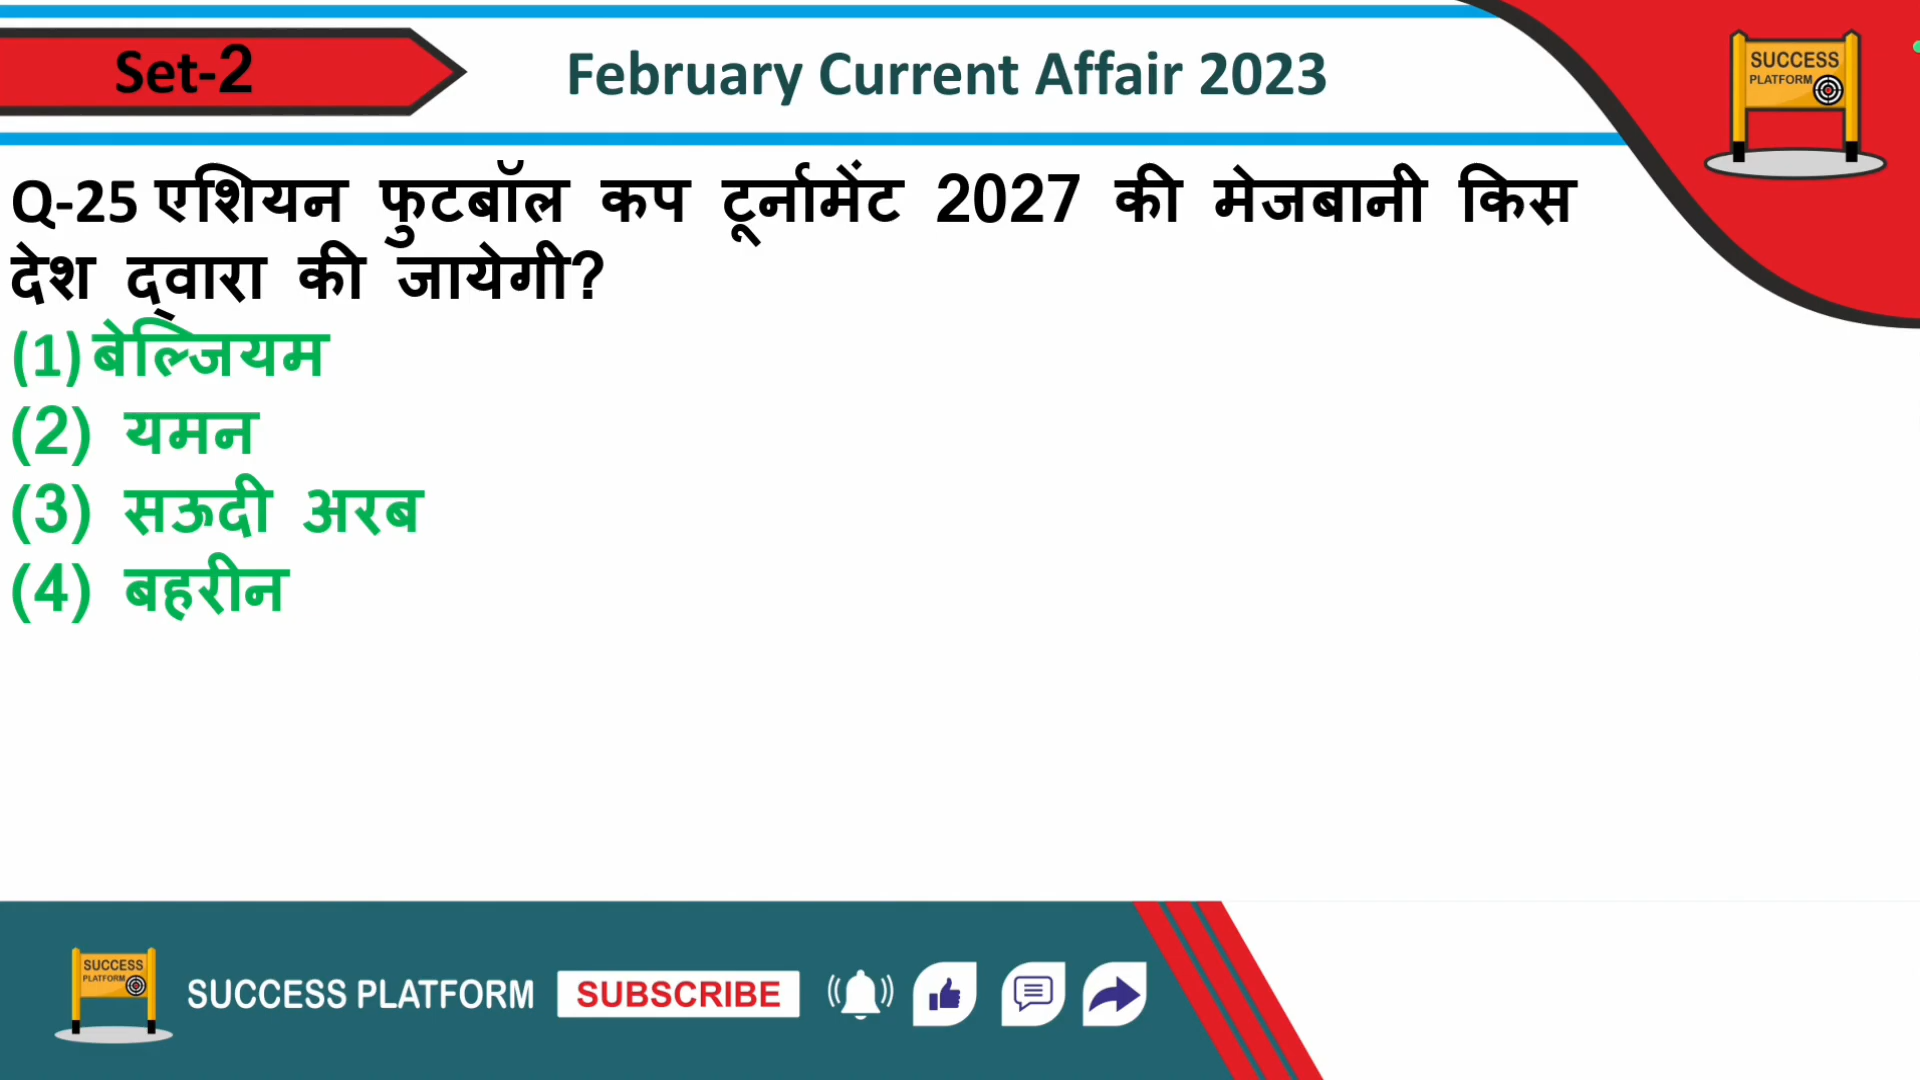 Set-2
February Current Affair 2023
SUCCESS
PLATFORM
Q-25 एशियन फुटबॉल कप टूर्नामेंट 2027 की मेजबानी किस
देश द्वारा की जायेगी?
(1) बेल्जियम
(2) यमन
(3) सऊदी अरब
(4) बहरीन
SUCCESS
PLATFORM
SUCCESS PLATFORM
SUBSCRIBE